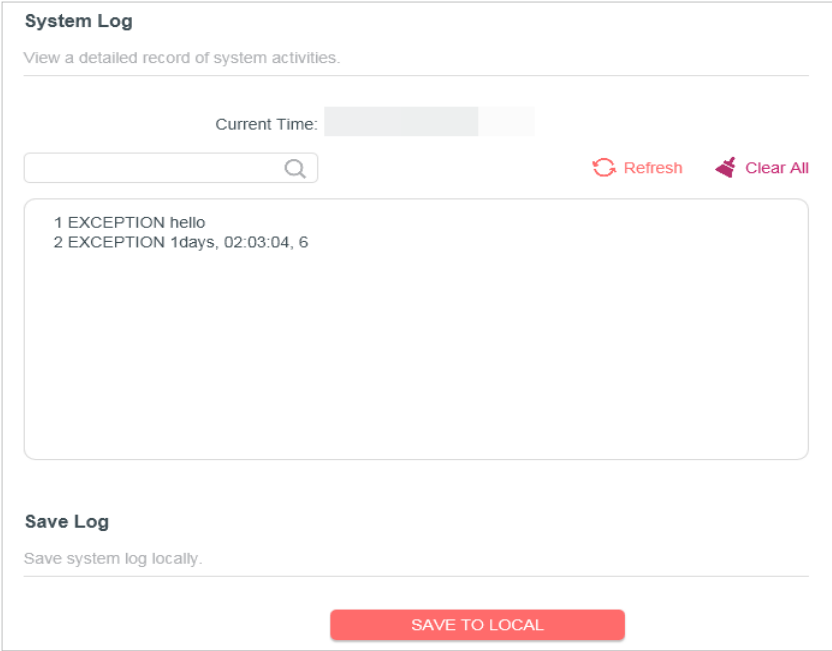 System Log
View a detailed record of system activities.
Current Time:
Refresh
Clear All
1 EXCEPTION hello
2 EXCEPTION 1days, 02:03:04, 6
Save Log
Save system log locally.
SAVE TO LOCAL